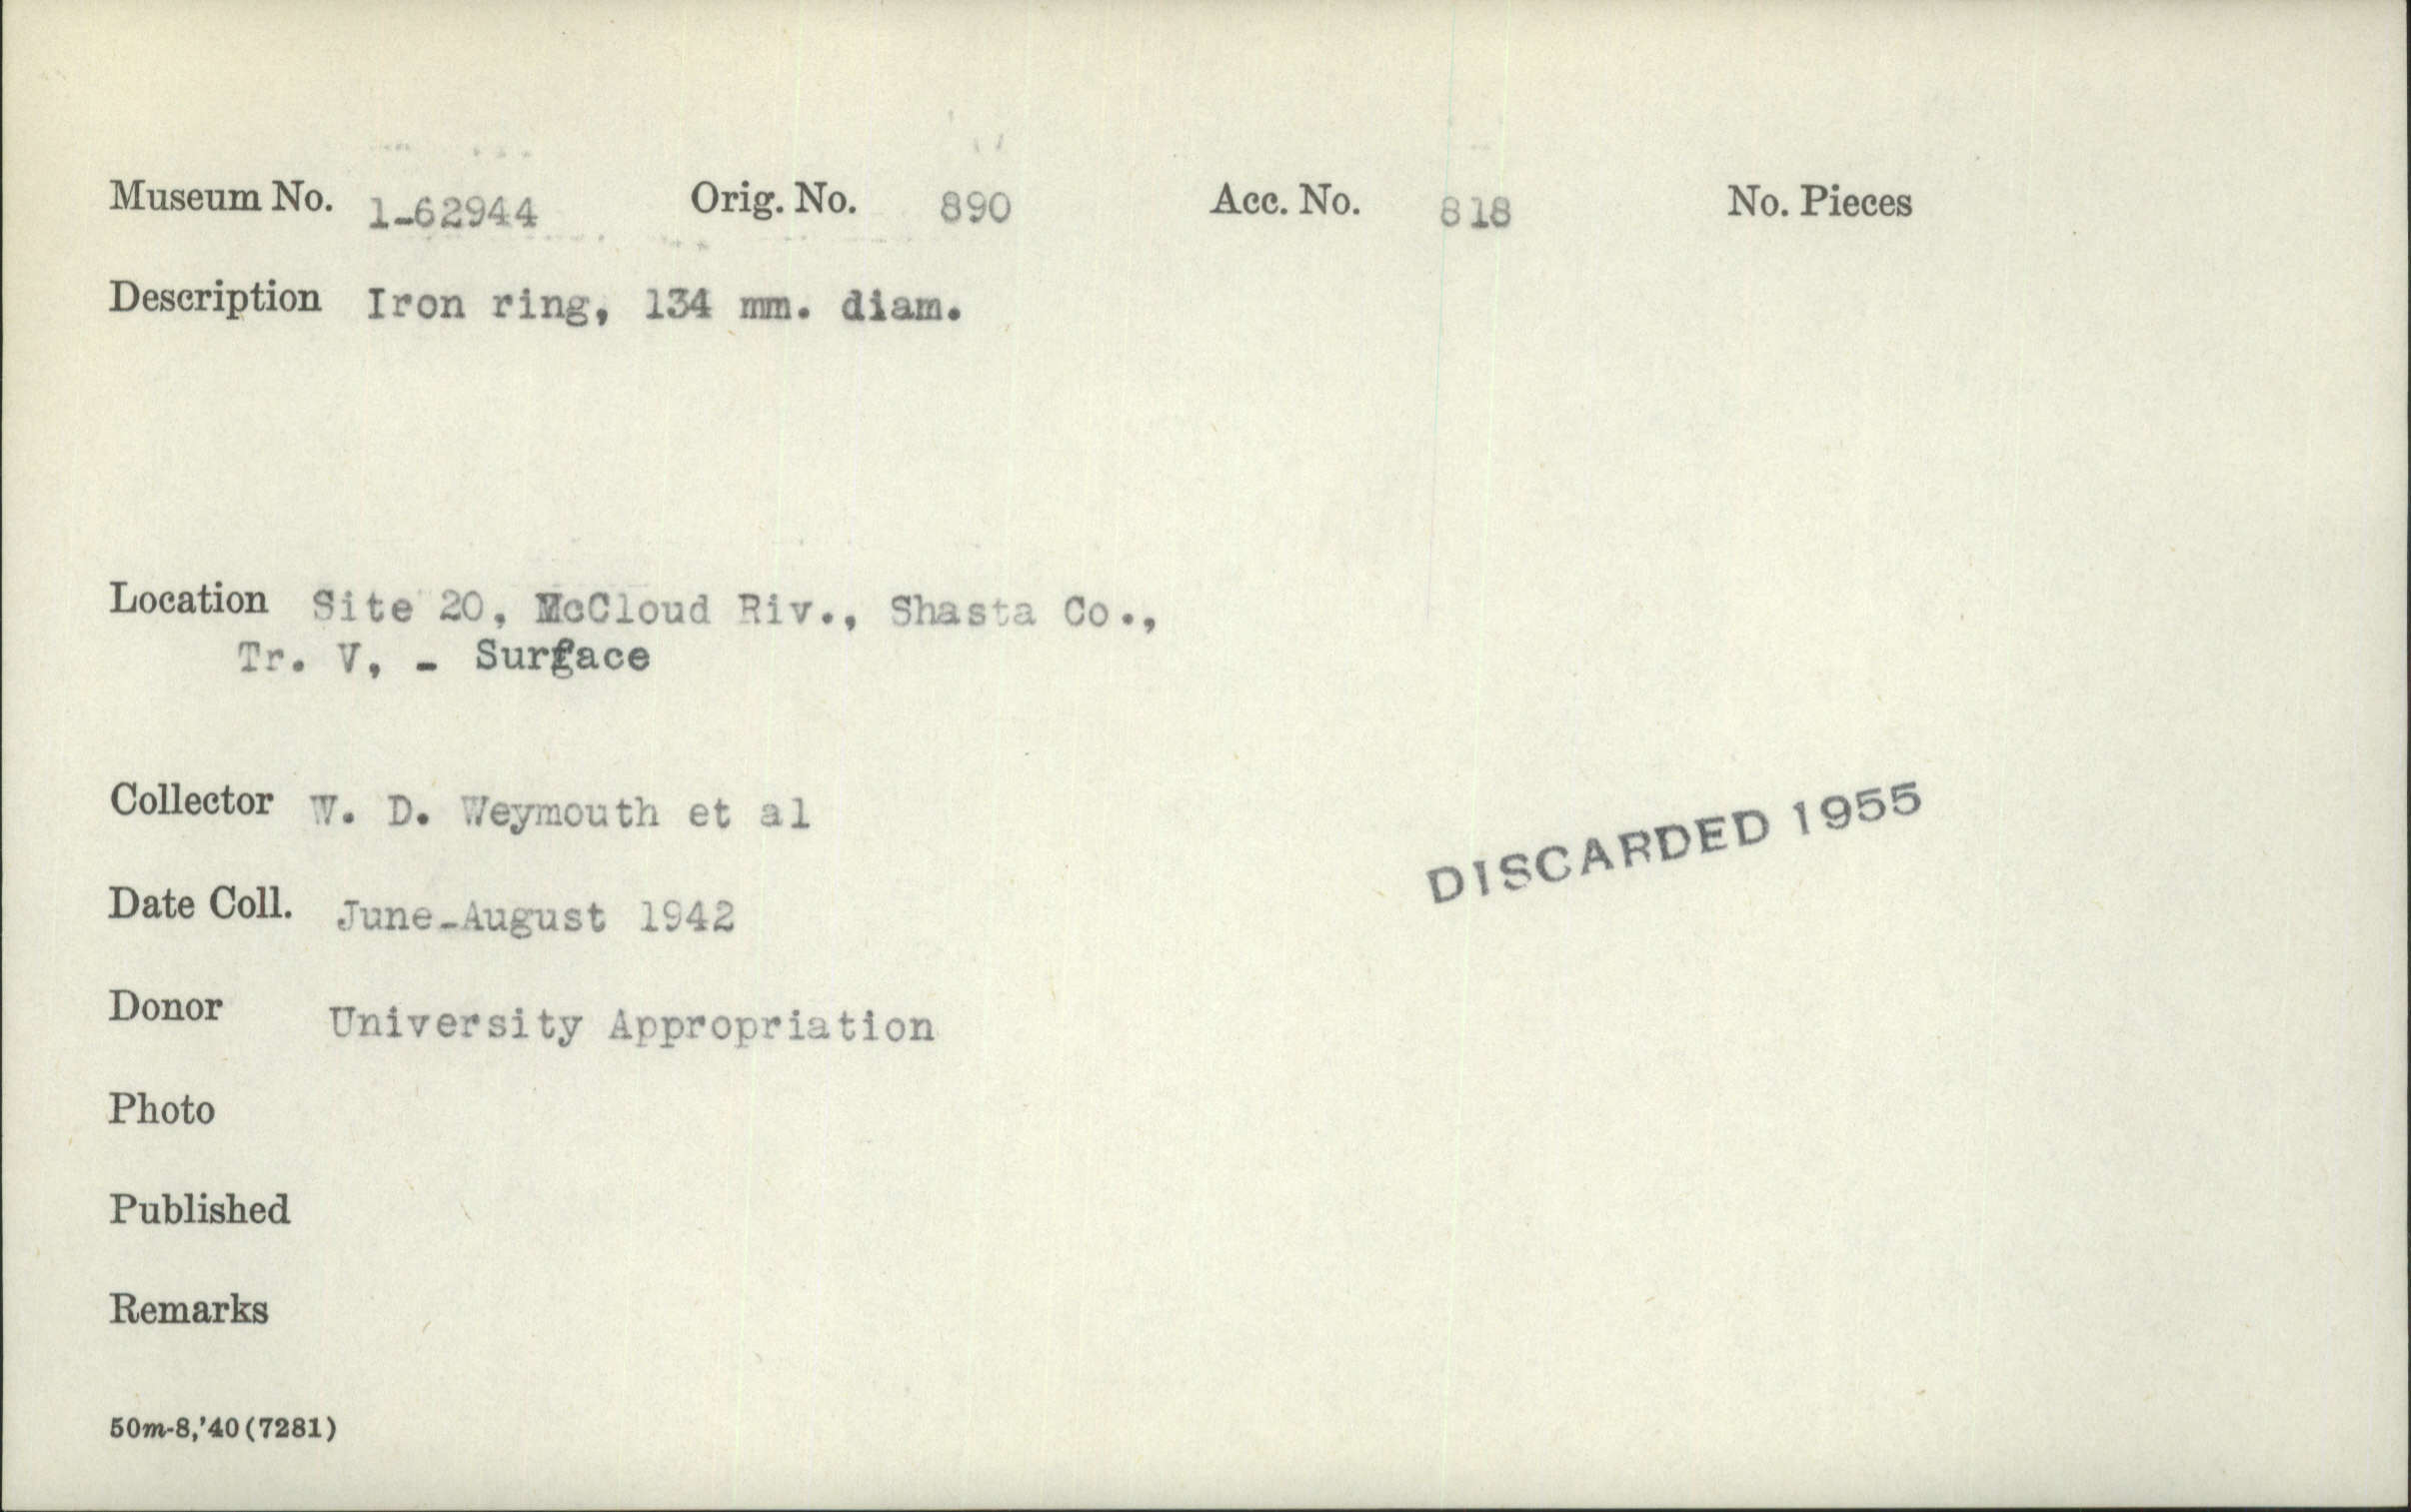 Museum No. 1-62944 Orig. No. 890 Acc. No. 818 No. Pieces
Description Iron ring, 134 mm. diam.
Location Site 20, McCloud Riv., Shasta Co.,
Tr. V, - Surface
Collector W. D. Weymouth et al
DISCARDED 1955
Date Coll. June-August 1942
Donor University Appropriation
Photo
Published
Remarks
50m-8,'40(7281)